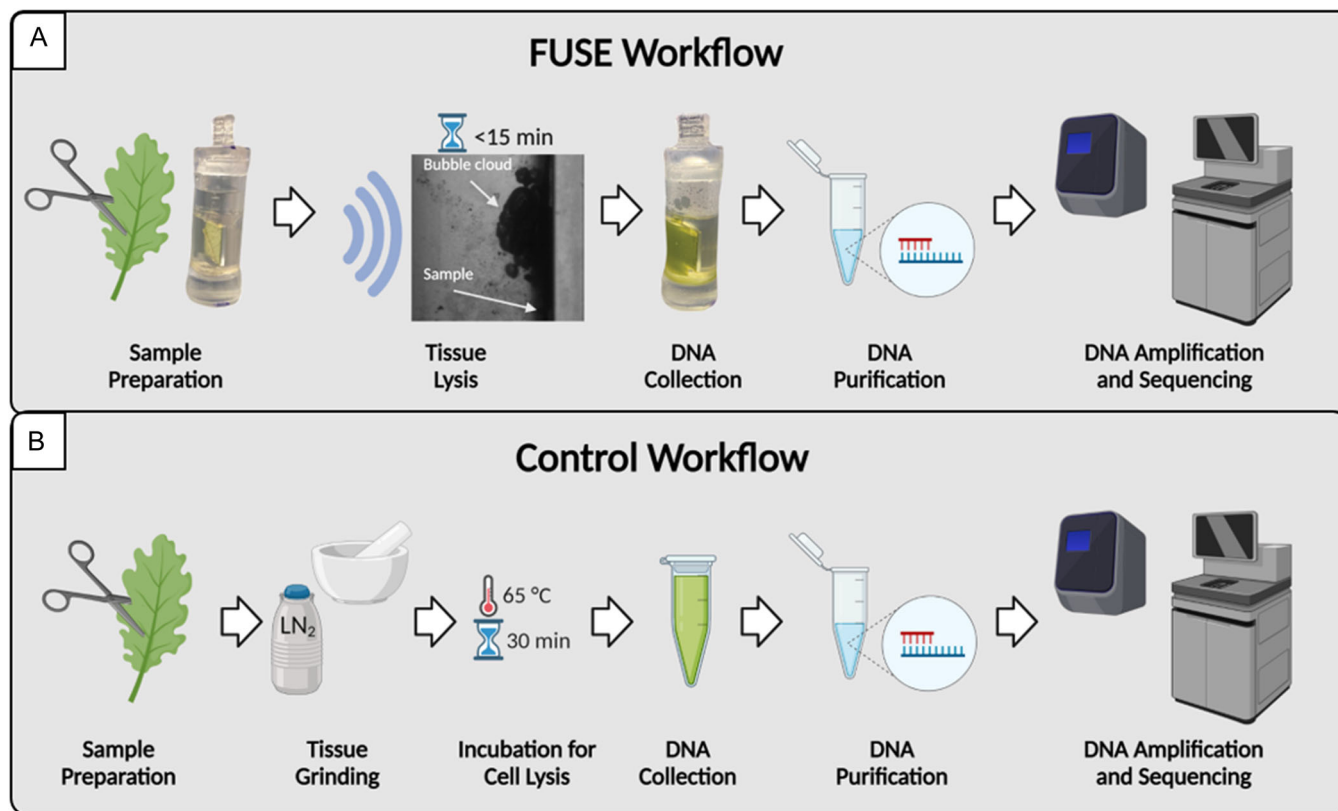 A
FUSE Workflow
<15 min
Bubble cloud
Sample
Sample
Preparation
Tissue
Lysis
DNA
Collection
DNA
Purification
DNA Amplification
and Sequencing
B
Control Workflow
LN₂
65 °C
30 min
Sample
Preparation
Tissue
Grinding
Incubation for
Cell Lysis
DNA
Collection
DNA
Purification
DNA Amplification
and Sequencing